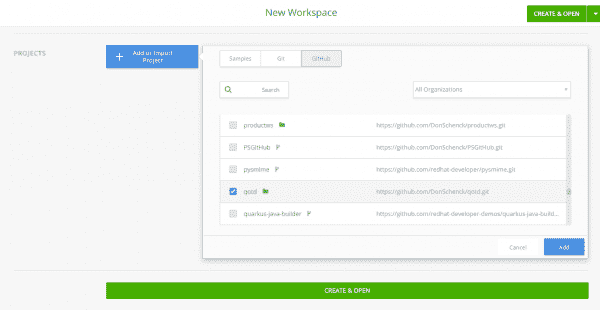 New Workspace
CREATE & OPEN
PROJECTS
Add or Import
Project
Samples
Git
GitHub
Search
All Organizations
productws
https://github.com/DonSchenck/productws.git
PSGitHub
https://github.com/DonSchenck/PSGitHub.git
pysmime
https://github.com/redhat-developer/pysmime.git
qotd
https://github.com/DonSchenck/qotd.git
quarkus-java-builder
https://github.com/redhat-developer-demos/quarkus-java-build...
Cancel
Add
CREATE & OPEN